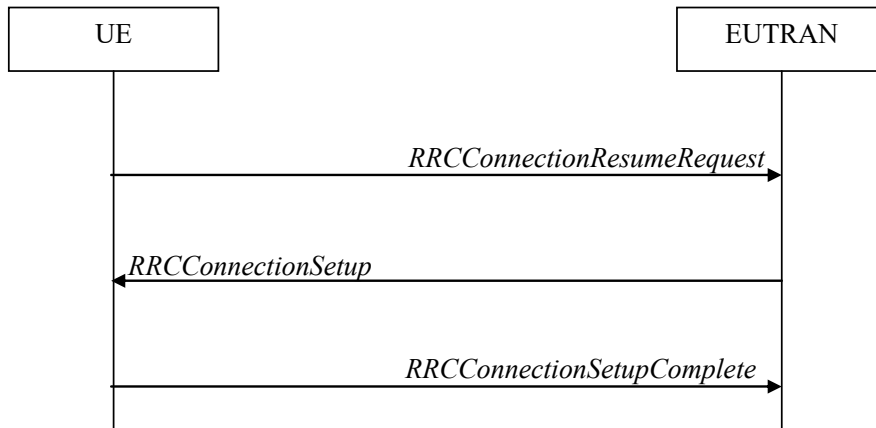 UE
EUTRAN
RRCConnectionResumeRequest
RRCConnectionSetup
RRCConnectionSetupComplete